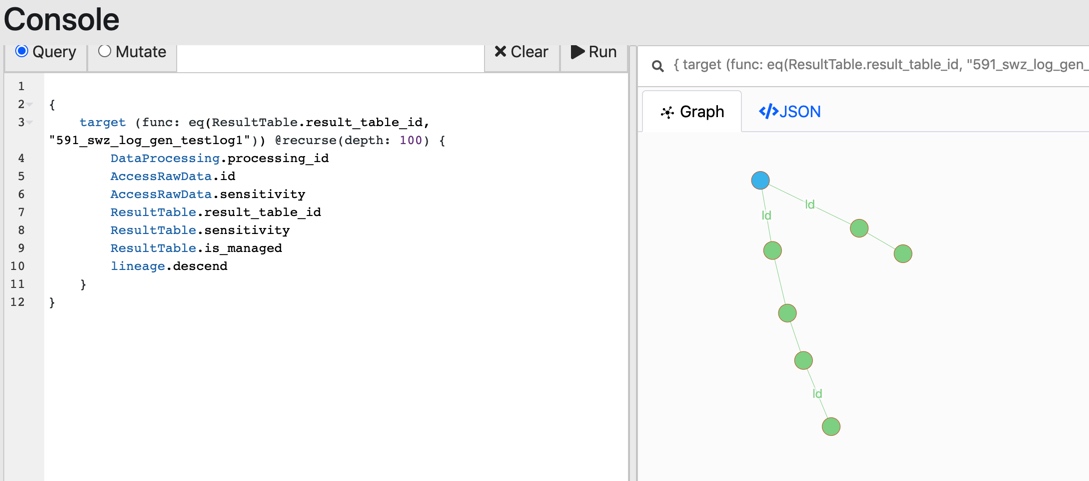 Console
Query Mutate Clear Run
{ target (func: eq(ResultTable.result_table_id, "591_swz_log_gen_
Graph JSON
1
2 {
3 target (func: eq(ResultTable.result_table_id,
"591_swz_log_gen_testlog1")) @recurse(depth: 100) {
4 DataProcessing.processing_id
5 AccessRawData.id
6 AccessRawData.sensitivity
7 ResultTable.result_table_id
8 ResultTable.sensitivity
9 ResultTable.is_managed
10 lineage.descend
11 }
12 }
ld
ld
ld